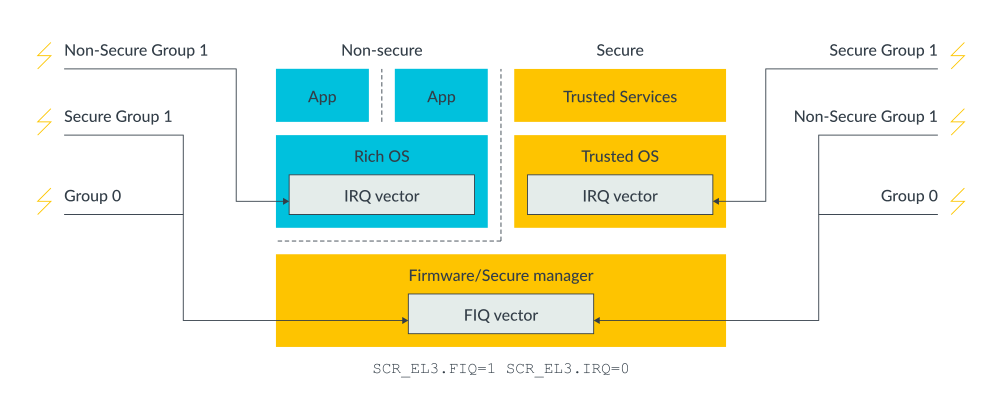 Non-Secure Group 1
Non-secure
Secure
Secure Group 1
App
App
Trusted Services
Secure Group 1
Non-Secure Group 1
Rich OS
Trusted OS
Group 0
IRQ vector
IRQ vector
Group 0
Firmware/Secure manager
FIQ vector
SCR_EL3.FIQ=1 SCR_EL3.IRQ=0